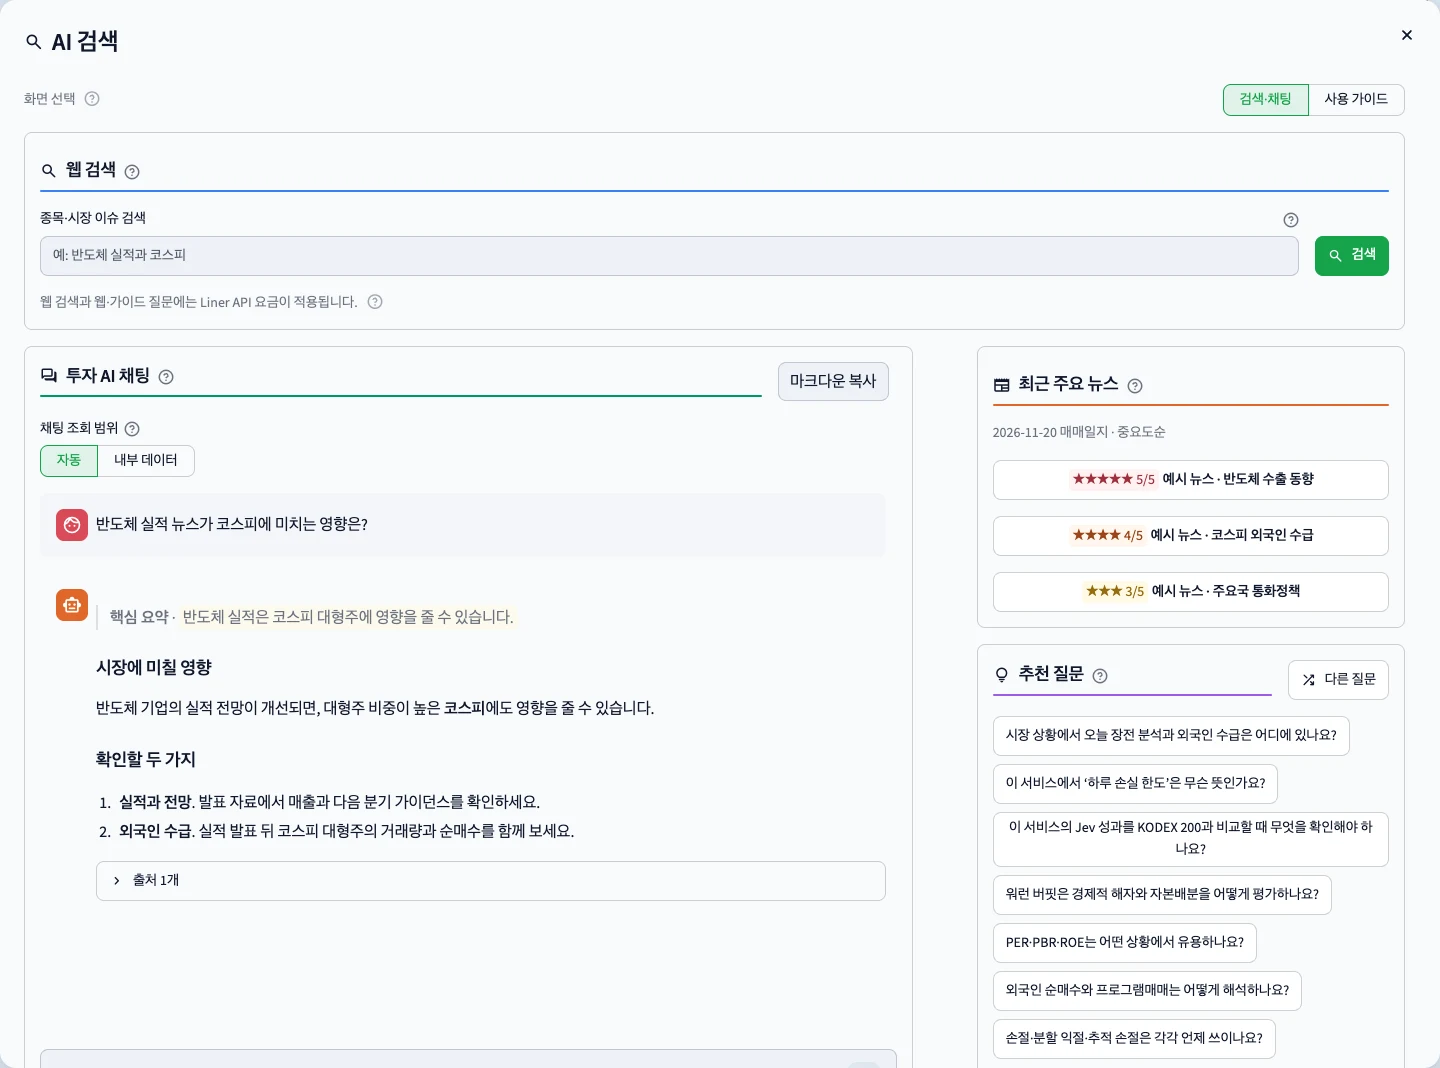 AI 검색
화면 선택
검색·채팅
사용 가이드
웹 검색
종목·시장 이슈 검색
예: 반도체 실적과 코스피
검색
웹 검색과 웹·가이드 질문에는 Liner API 요금이 적용됩니다.
투자 AI 채팅
마크다운 복사
채팅 조회 범위
자동
내부 데이터
반도체 실적 뉴스가 코스피에 미치는 영향은?
핵심 요약 · 반도체 실적은 코스피 대형주에 영향을 줄 수 있습니다.
시장에 미칠 영향
반도체 기업의 실적 전망이 개선되면, 대형주 비중이 높은 코스피에도 영향을 줄 수 있습니다.
확인할 두 가지
1. 실적과 전망. 발표 자료에서 매출과 다음 분기 가이던스를 확인하세요.
2. 외국인 수급. 실적 발표 뒤 코스피 대형주의 거래량과 순매수를 함께 보세요.
출처 1개
최근 주요 뉴스
2026-11-20 매매일지 · 중요도순
★★★★★ 5/5 예시 뉴스 · 반도체 수출 동향
★★★★ 4/5 예시 뉴스 · 코스피 외국인 수급
★★★ 3/5 예시 뉴스 · 주요국 통화정책
추천 질문
다른 질문
시장 상황에서 오늘 장전 분석과 외국인 수급은 어디에 있나요?
이 서비스에서 ‘하루 손실 한도’은 무슨 뜻인가요?
이 서비스의 Jev 성과를 KODEX 200과 비교할 때 무엇을 확인해야 하
나요?
워런 버핏은 경제적 해자와 자본배분을 어떻게 평가하나요?
PER·PBR·ROE는 어떤 상황에서 유용하나요?
외국인 순매수와 프로그램매매는 어떻게 해석하나요?
손절·분할 익절·추적 손절은 각각 언제 쓰이나요?